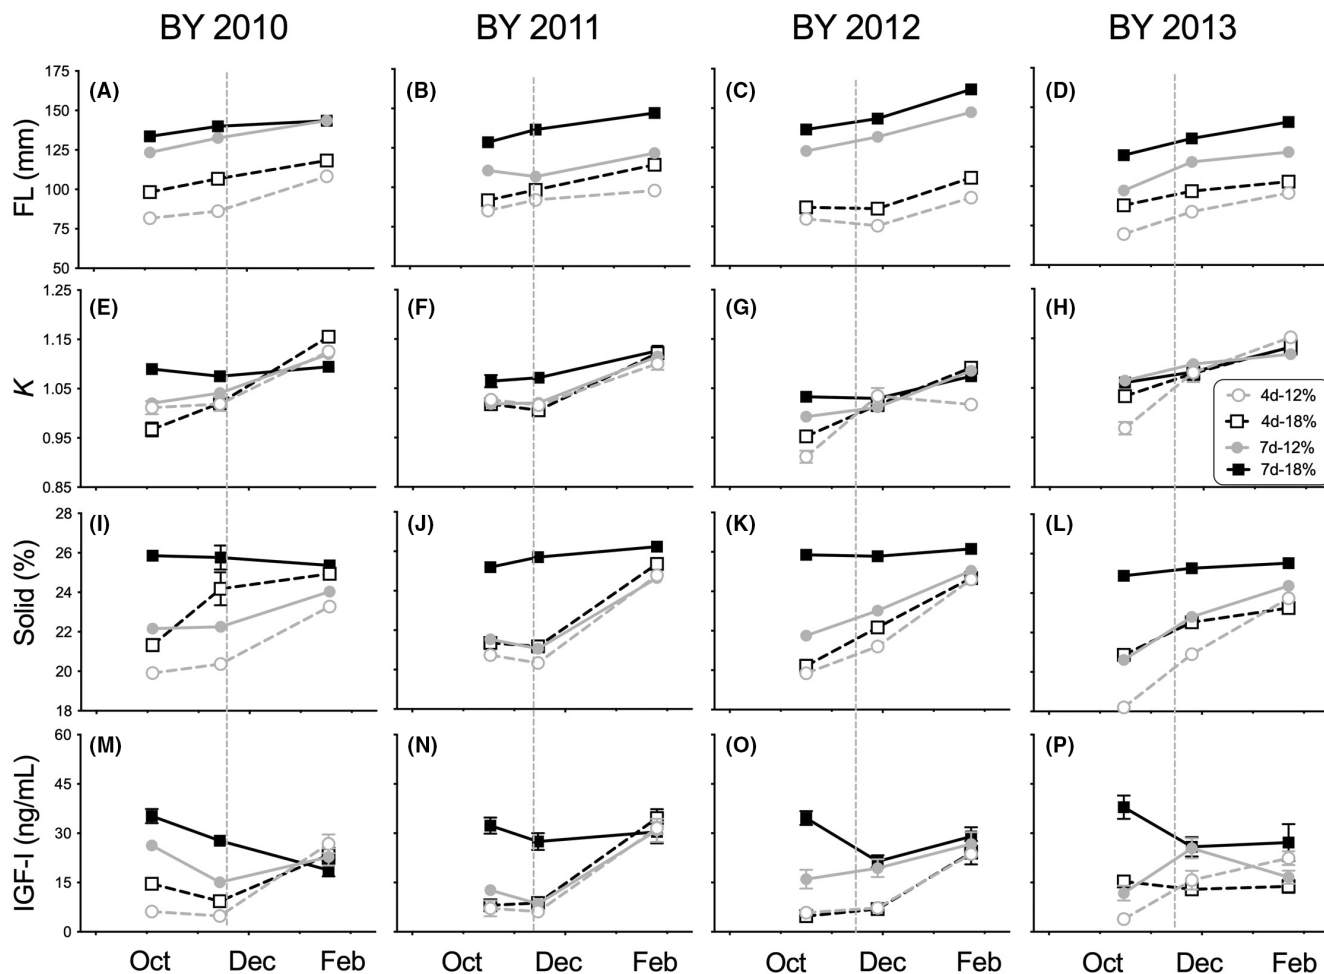 BY 2010 BY 2011 BY 2012 BY 2013
175
150
125
100
75
50
FL (mm)
(A) (B) (C) (D)
1.25
1.15
1.05
0.95
0.85
K
(E) (F) (G) (H)
4d-12%
4d-18%
7d-12%
7d-18%
28
26
24
22
20
18
Solid (%)
(I) (J) (K) (L)
60
45
30
15
0
IGF-I (ng/mL)
(M) (N) (O) (P)
Oct Dec Feb Oct Dec Feb Oct Dec Feb Oct Dec Feb